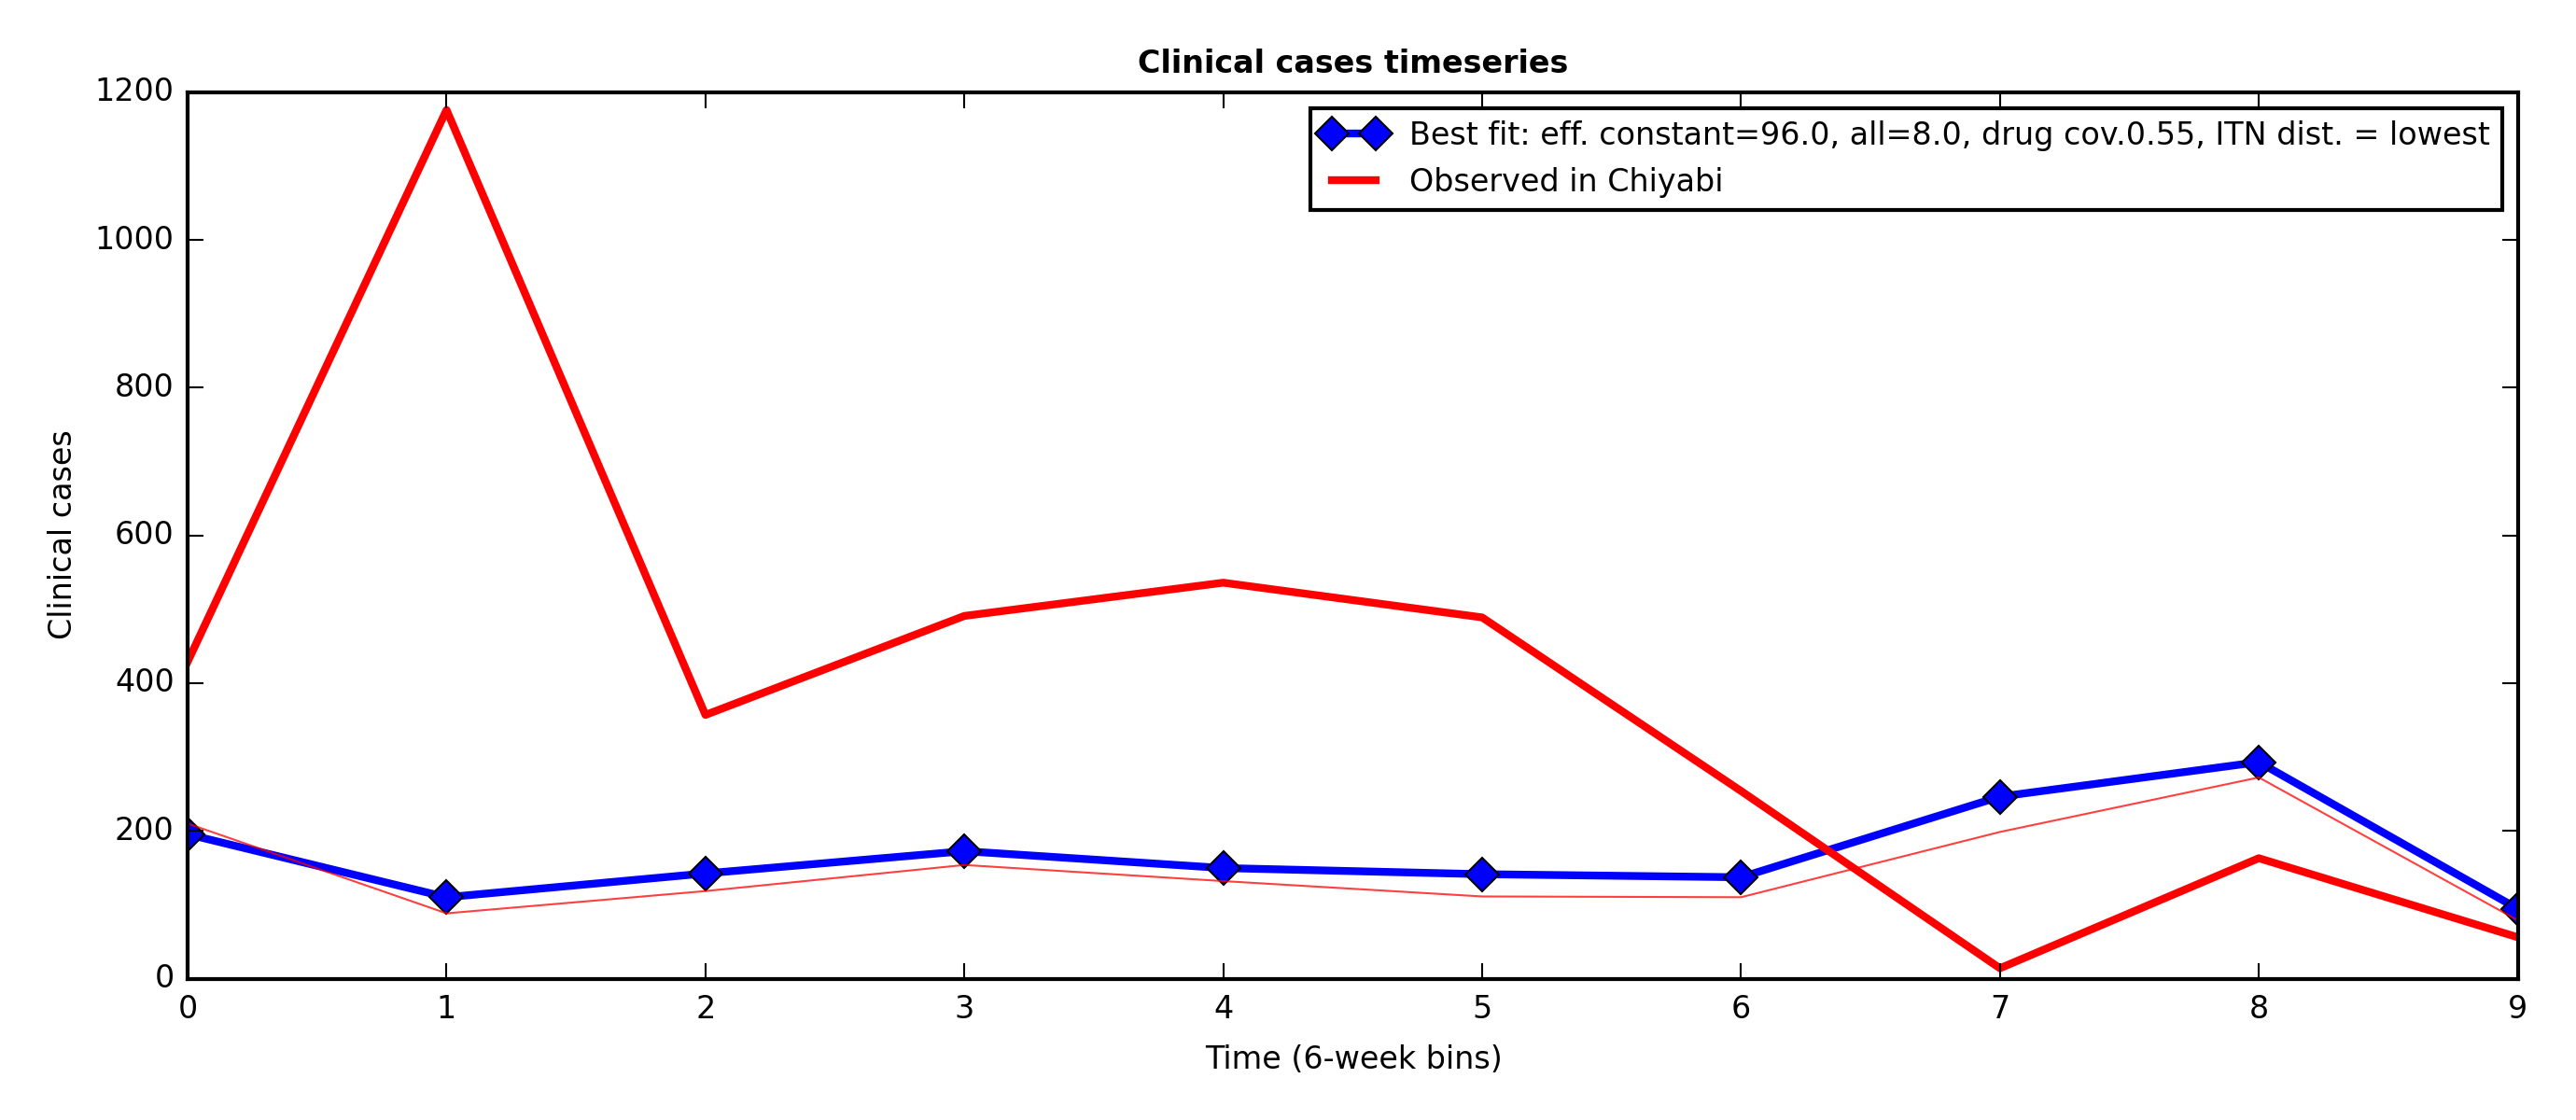 Clinical cases timeseries
1200
1000
800
600
400
200
0
Clinical cases
Best fit: eff. constant=96.0, all=8.0, drug cov.0.55, ITN dist. = lowest
Observed in Chiyabi
0 1 2 3 4 5 6 7 8 9
Time (6-week bins)